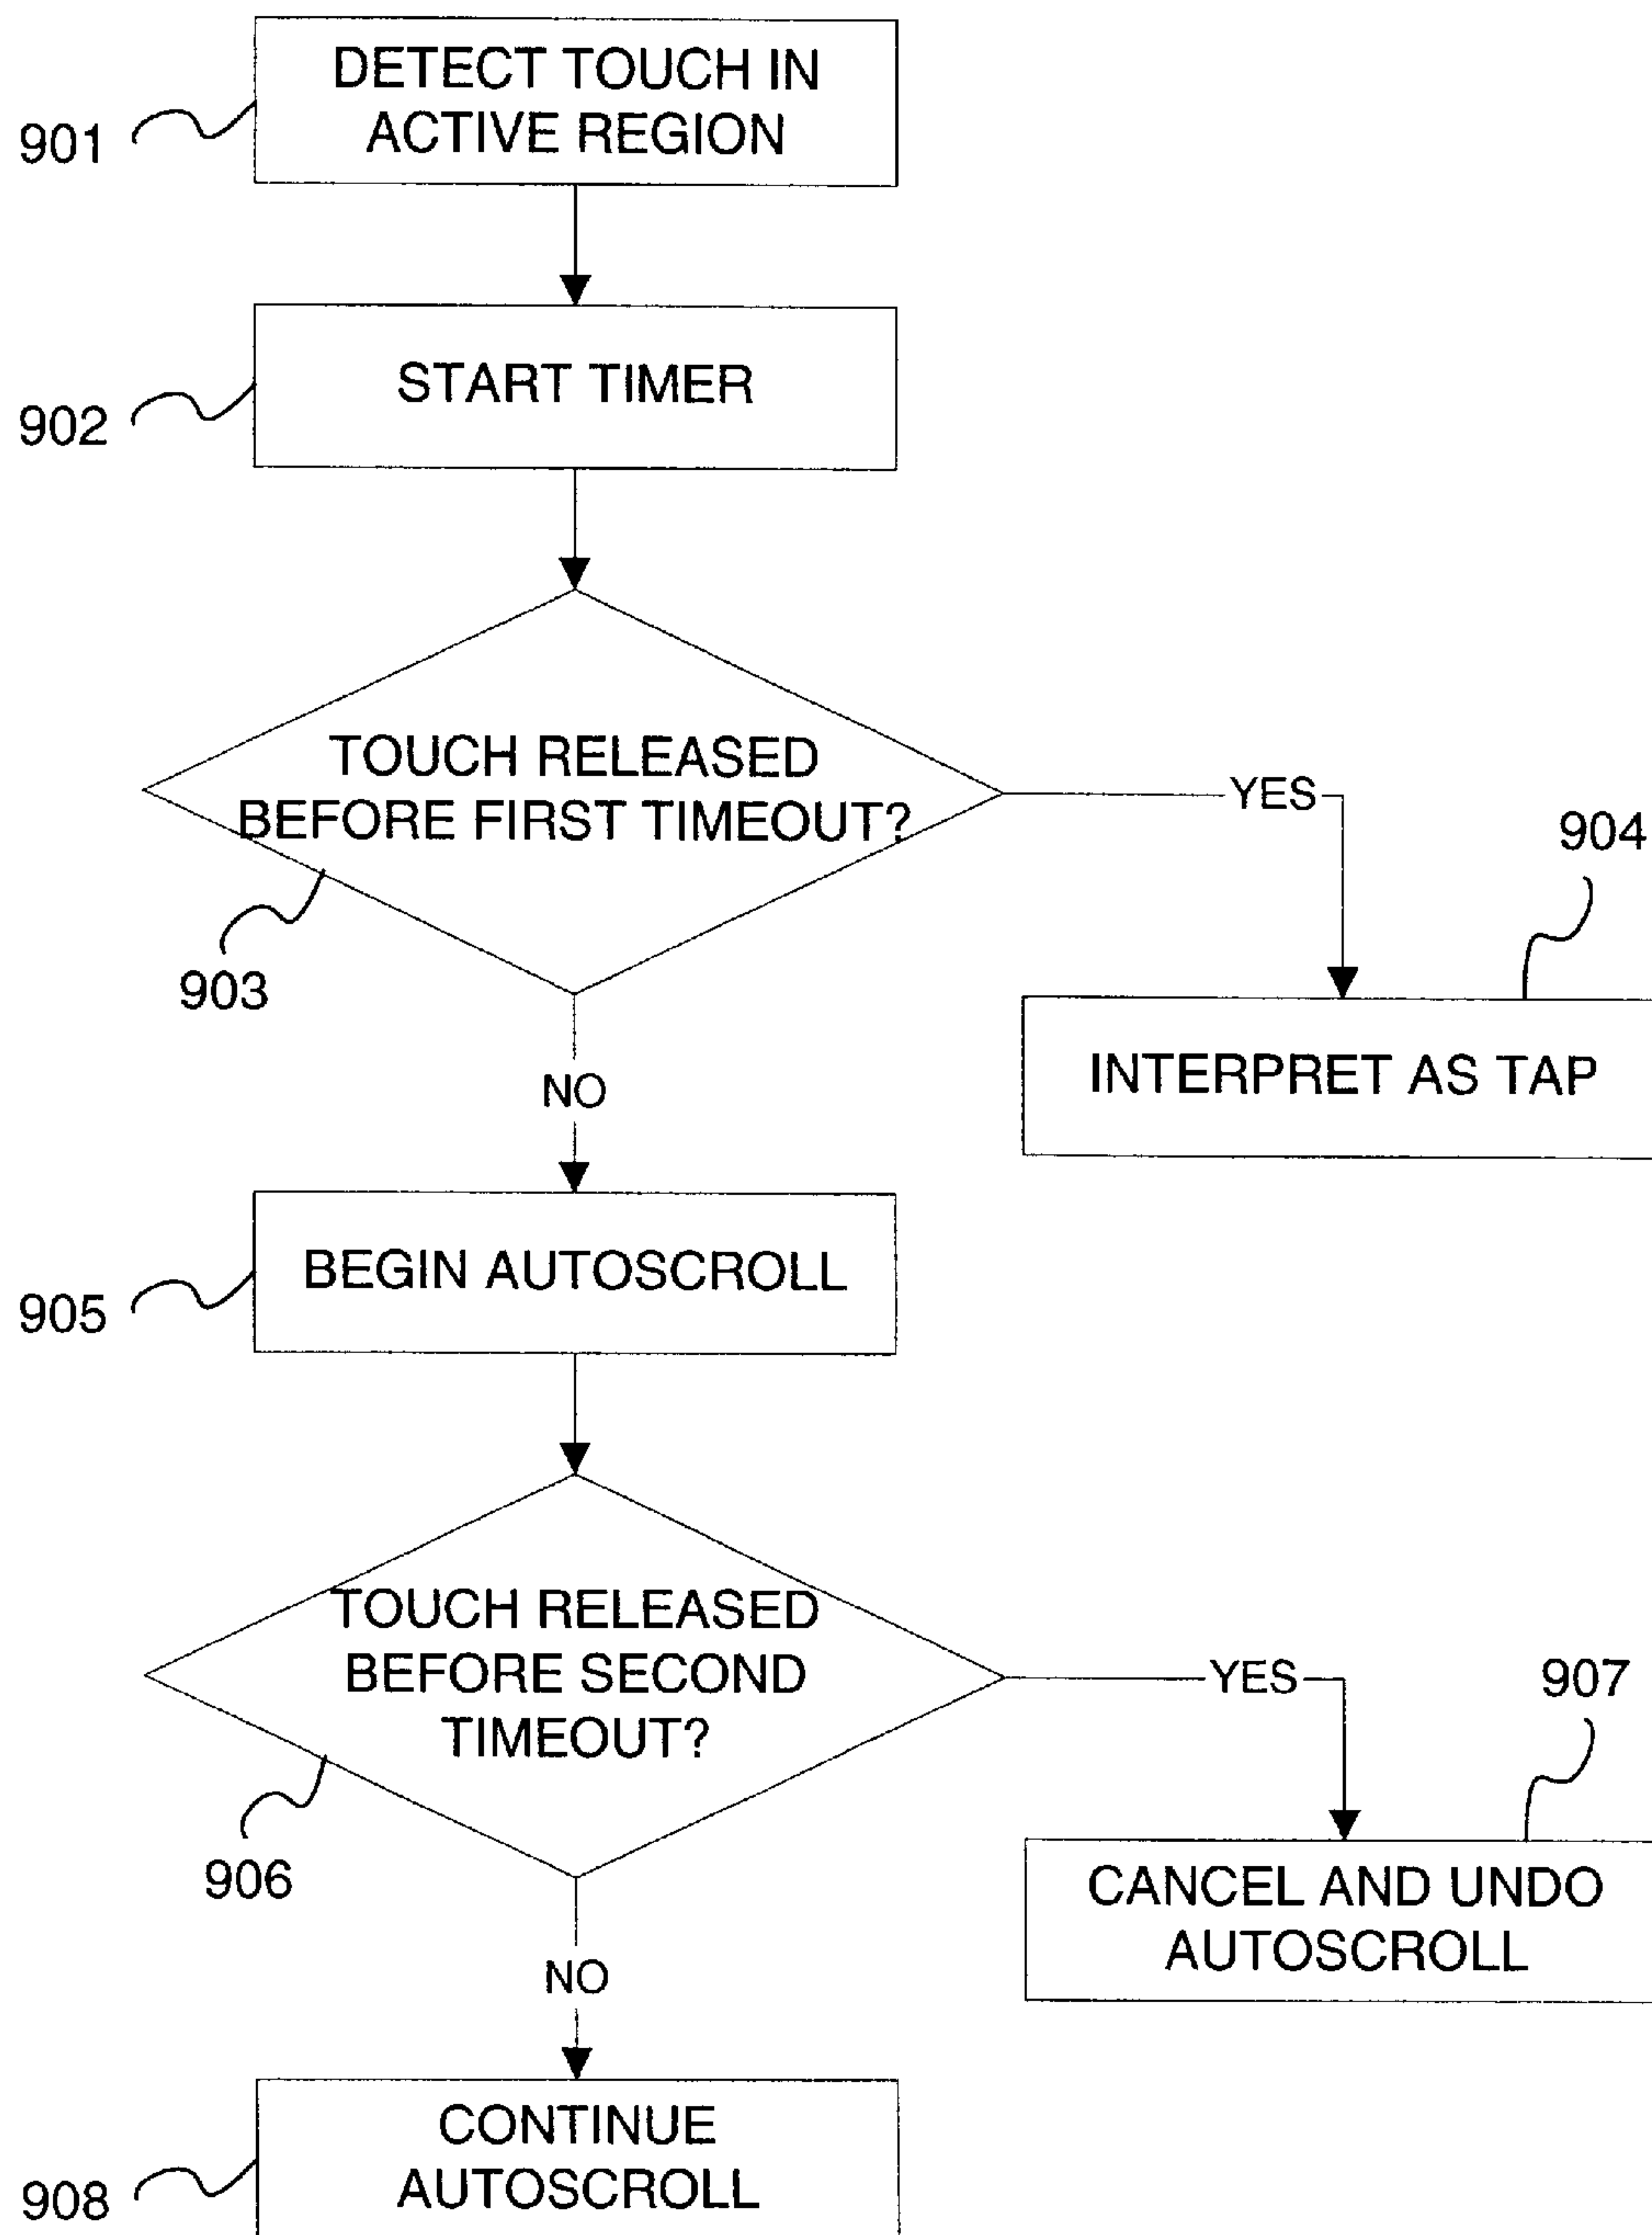 DETECT TOUCH IN
ACTIVE REGION
901
START TIMER
902
TOUCH RELEASED
BEFORE FIRST TIMEOUT?
YES
904
903
INTERPRET AS TAP
NO
BEGIN AUTOSCROLL
905
TOUCH RELEASED
BEFORE SECOND
TIMEOUT?
YES
907
906
CANCEL AND UNDO
AUTOSCROLL
NO
CONTINUE
AUTOSCROLL
908